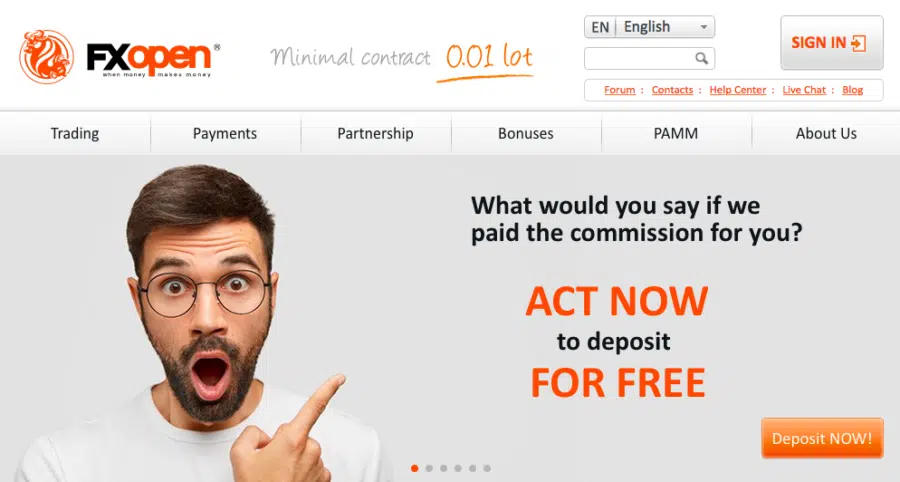 FXopen®
when money makes money
Minimal contract 0.01 lot
EN English
SIGN IN
Forum : Contacts : Help Center : Live Chat : Blog
Trading Payments Partnership Bonuses PAMM About Us
What would you say if we
paid the commission for you?
ACT NOW
to deposit
FOR FREE
Deposit NOW!